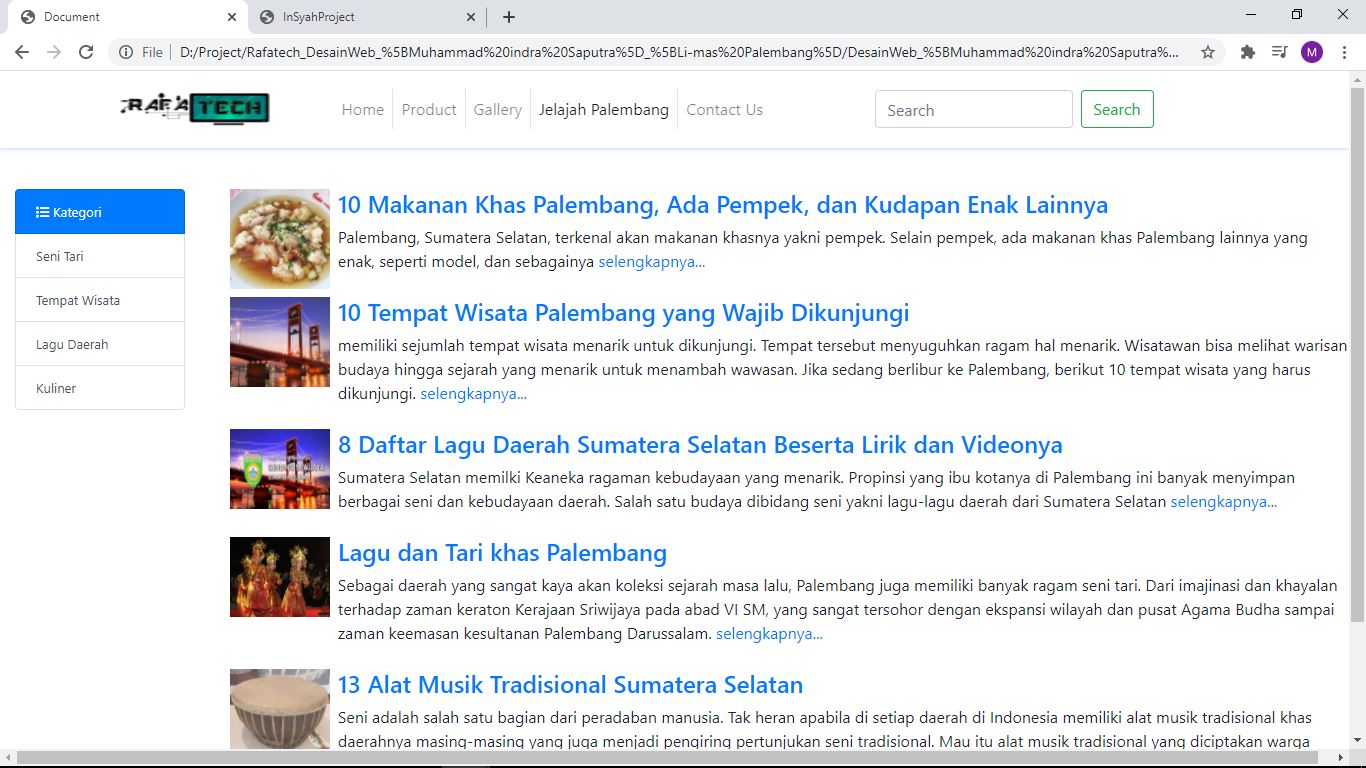 Document
InSyahProject
File
D:/Project/Rafatech_DesainWeb_%5BMuhammad%20indra%20Saputra%5D_%5BLi-mas%20Palembang%5D/DesainWeb_%5BMuhammad%20indra%20Saputra%...
M
RAFA TECH
Home
Product
Gallery
Jelajah Palembang
Contact Us
Search
Search
Kategori
Seni Tari
Tempat Wisata
Lagu Daerah
Kuliner
10 Makanan Khas Palembang, Ada Pempek, dan Kudapan Enak Lainnya
Palembang, Sumatera Selatan, terkenal akan makanan khasnya yakni pempek. Selain pempek, ada makanan khas Palembang lainnya yang
enak, seperti model, dan sebagainya selengkapnya...
10 Tempat Wisata Palembang yang Wajib Dikunjungi
memiliki sejumlah tempat wisata menarik untuk dikunjungi. Tempat tersebut menyuguhkan ragam hal menarik. Wisatawan bisa melihat warisan
budaya hingga sejarah yang menarik untuk menambah wawasan. Jika sedang berlibur ke Palembang, berikut 10 tempat wisata yang harus
dikunjungi. selengkapnya...
8 Daftar Lagu Daerah Sumatera Selatan Beserta Lirik dan Videonya
Sumatera Selatan memilki Keaneka ragaman kebudayaan yang menarik. Propinsi yang ibu kotanya di Palembang ini banyak menyimpan
berbagai seni dan kebudayaan daerah. Salah satu budaya dibidang seni yakni lagu-lagu daerah dari Sumatera Selatan selengkapnya...
Lagu dan Tari khas Palembang
Sebagai daerah yang sangat kaya akan koleksi sejarah masa lalu, Palembang juga memiliki banyak ragam seni tari. Dari imajinasi dan khayalan
terhadap zaman keraton Kerajaan Sriwijaya pada abad VI SM, yang sangat tersohor dengan ekspansi wilayah dan pusat Agama Budha sampai
zaman keemasan kesultanan Palembang Darussalam. selengkapnya...
13 Alat Musik Tradisional Sumatera Selatan
Seni adalah salah satu bagian dari peradaban manusia. Tak heran apabila di setiap daerah di Indonesia memiliki alat musik tradisional khas
daerahnya masing-masing yang juga menjadi pengiring pertunjukan seni tradisional. Mau itu alat musik tradisional yang diciptakan warga